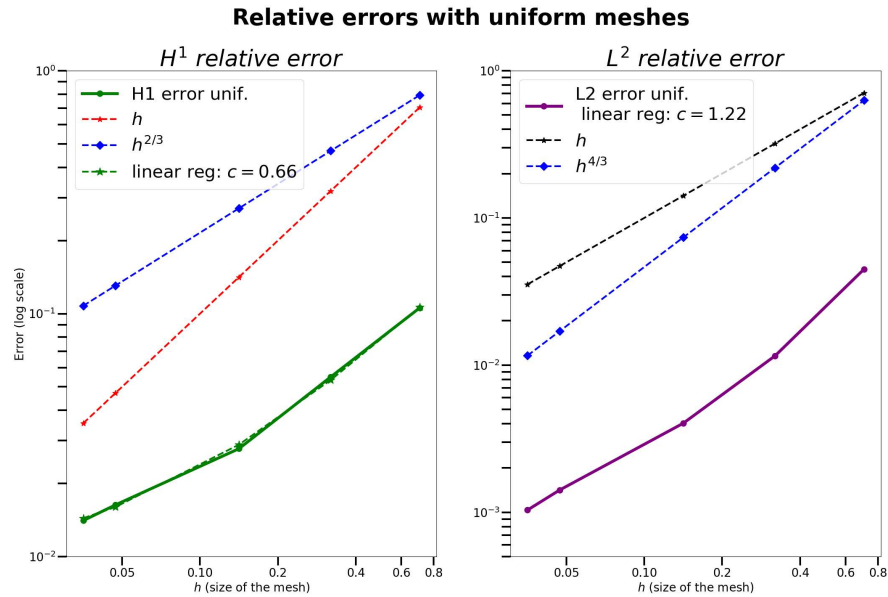 Relative errors with uniform meshes
H¹ relative error
H1 error unif.
h
h^{2/3}
linear reg: c = 0.66
10⁰
10⁻¹
10⁻²
Error (log scale)
0.05
0.1
0.2
0.4
0.6
0.8
h (size of the mesh)
L² relative error
L2 error unif.
linear reg: c = 1.22
h
h^{4/3}
10⁰
10⁻¹
10⁻²
10⁻³
0.05
0.1
0.2
0.4
0.6
0.8
h (size of the mesh)